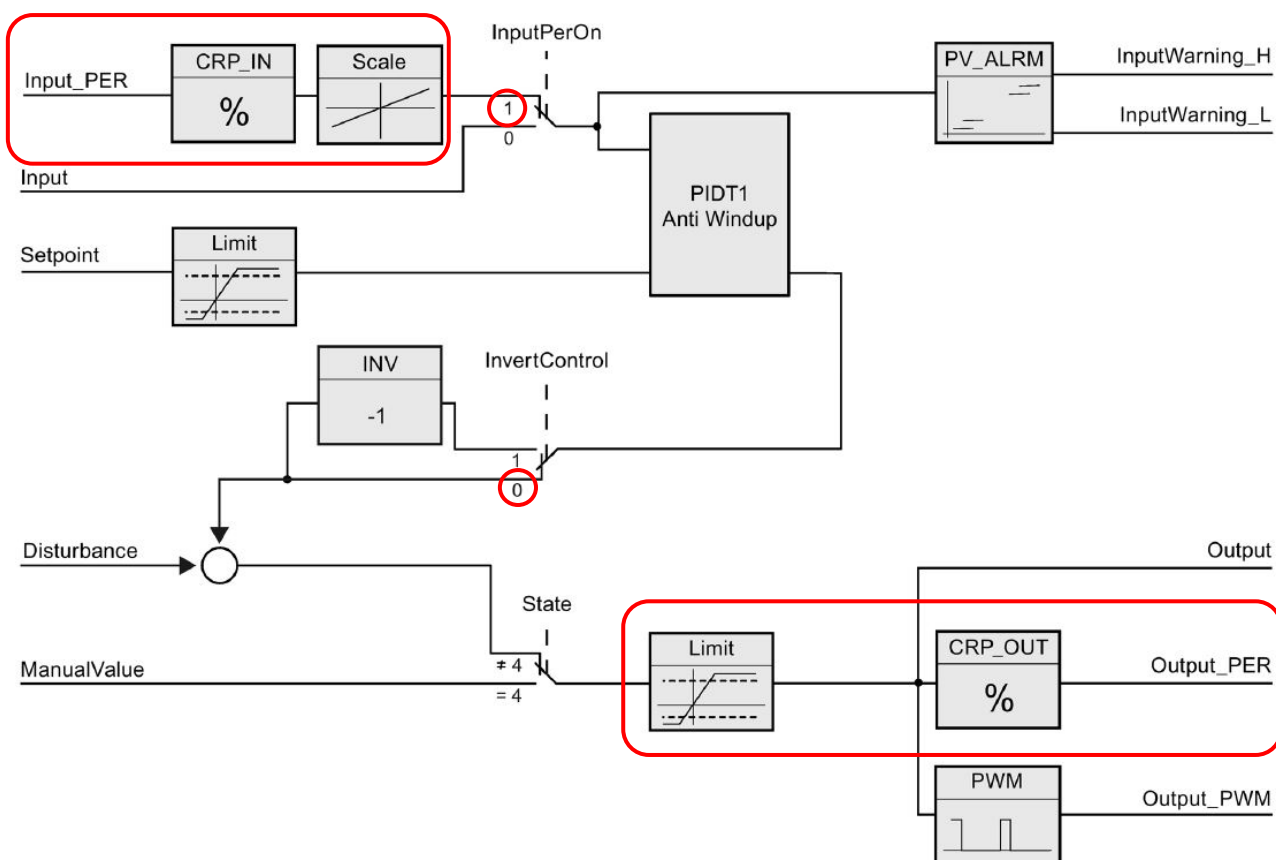 InputPerOn
CRP_IN
Scale
PV_ALRM
InputWarning_H
Input_PER
%
1
0
InputWarning_L
Input
PIDT1
Anti Windup
Setpoint
Limit
INV
-1
InvertControl
1
0
Disturbance
Output
State
Limit
CRP_OUT
%
Output_PER
ManualValue
≠ 4
= 4
PWM
Output_PWM